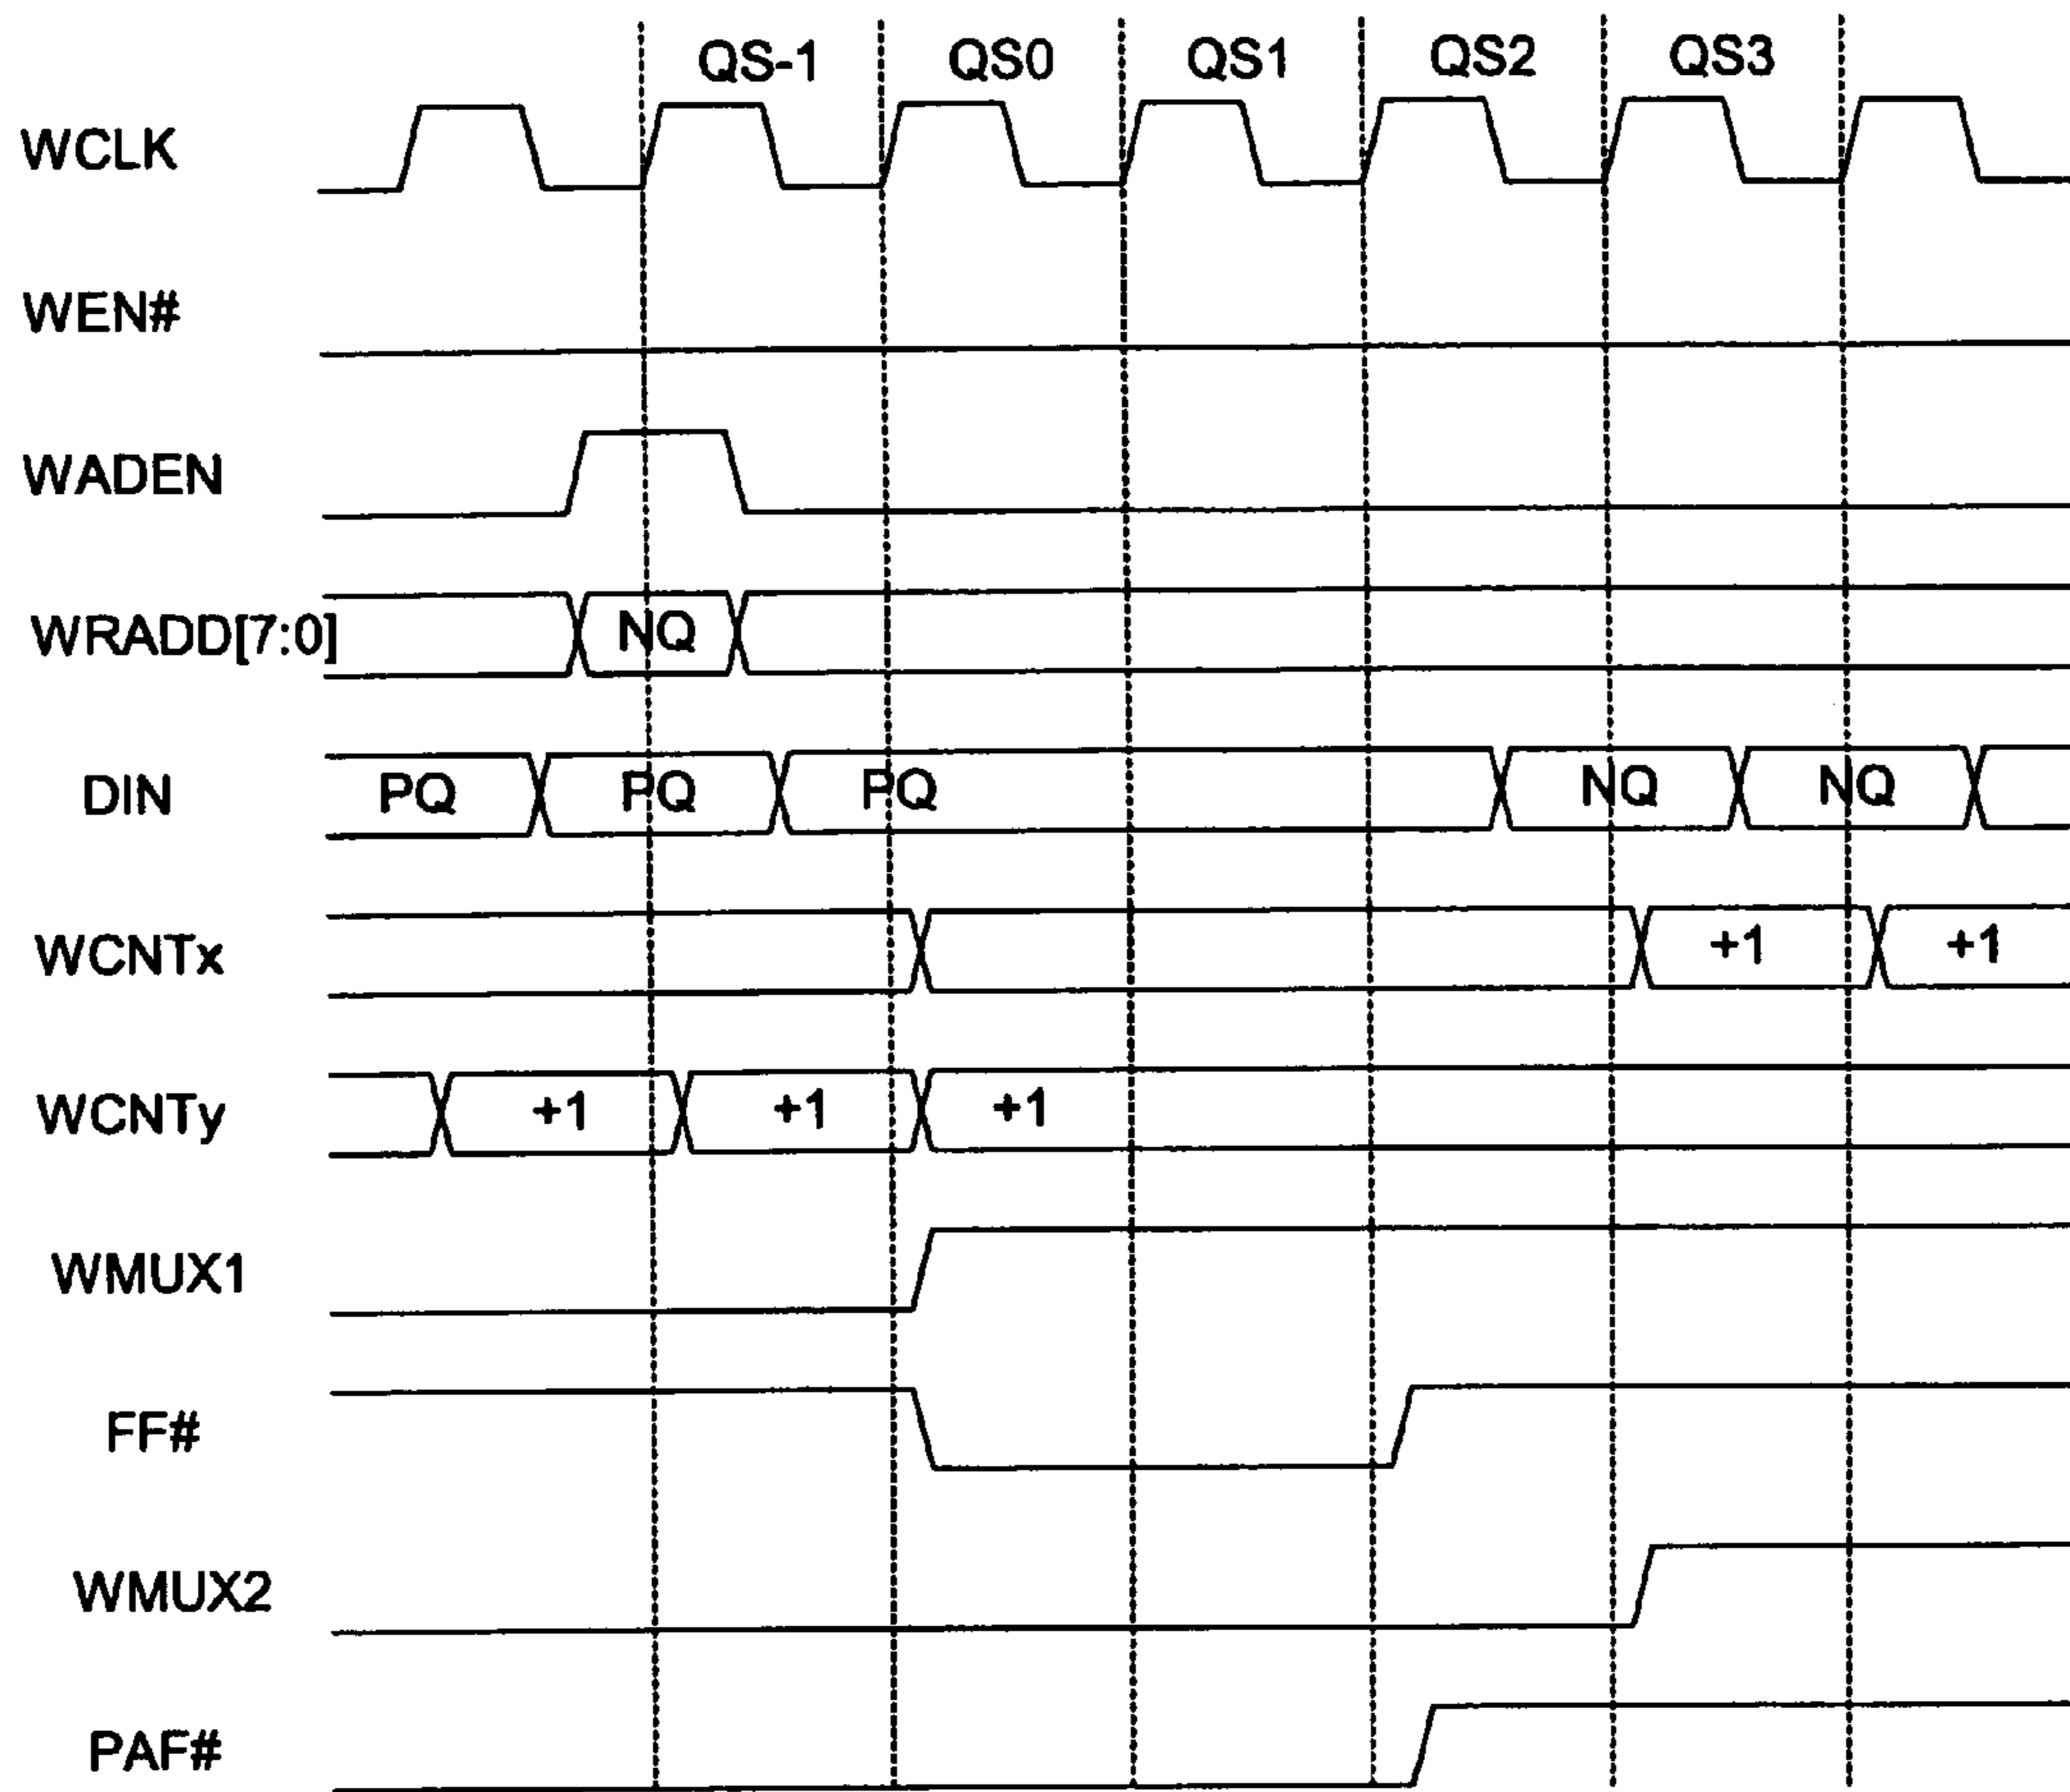 QS-1 QS0 QS1 QS2 QS3
WCLK
WEN#
WADEN
WRADD[7:0] NQ
DIN PQ PQ PQ NQ NQ
WCNTx +1 +1
WCNTy +1 +1 +1
WMUX1
FF#
WMUX2
PAF#